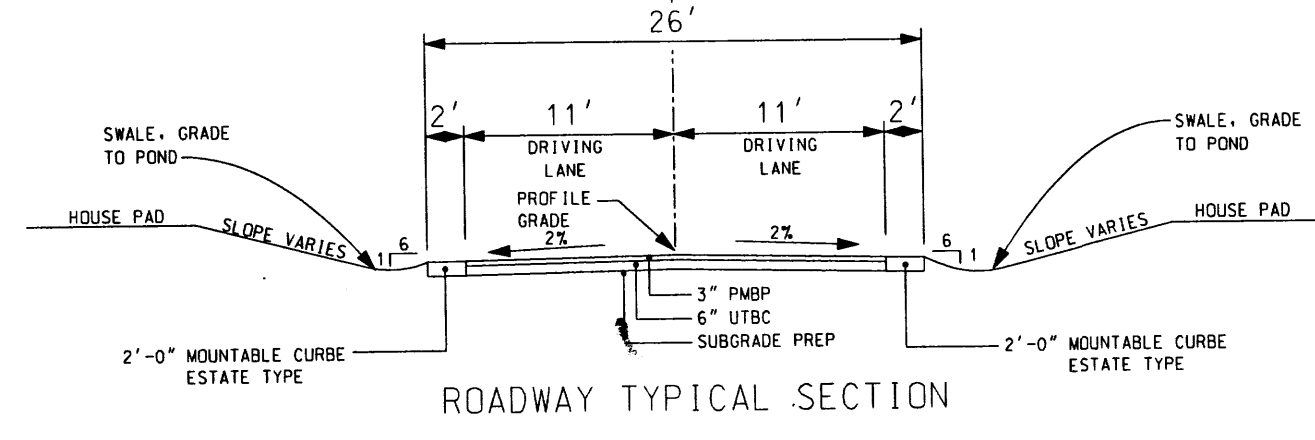 26'
2'
11'
11'
2'
DRIVING
LANE
DRIVING
LANE
SWALE, GRADE
TO POND
SWALE, GRADE
TO POND
PROFILE
GRADE
HOUSE PAD
SLOPE VARIES
1
6
2%
2%
6
1
SLOPE VARIES
HOUSE PAD
3" PMBP
6" UTBC
SUBGRADE PREP
2'-0" MOUNTABLE CURBE
ESTATE TYPE
2'-0" MOUNTABLE CURBE
ESTATE TYPE
ROADWAY TYPICAL SECTION